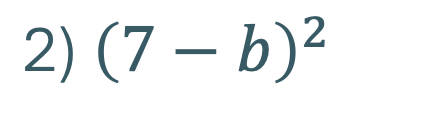 2) (7 – b)²